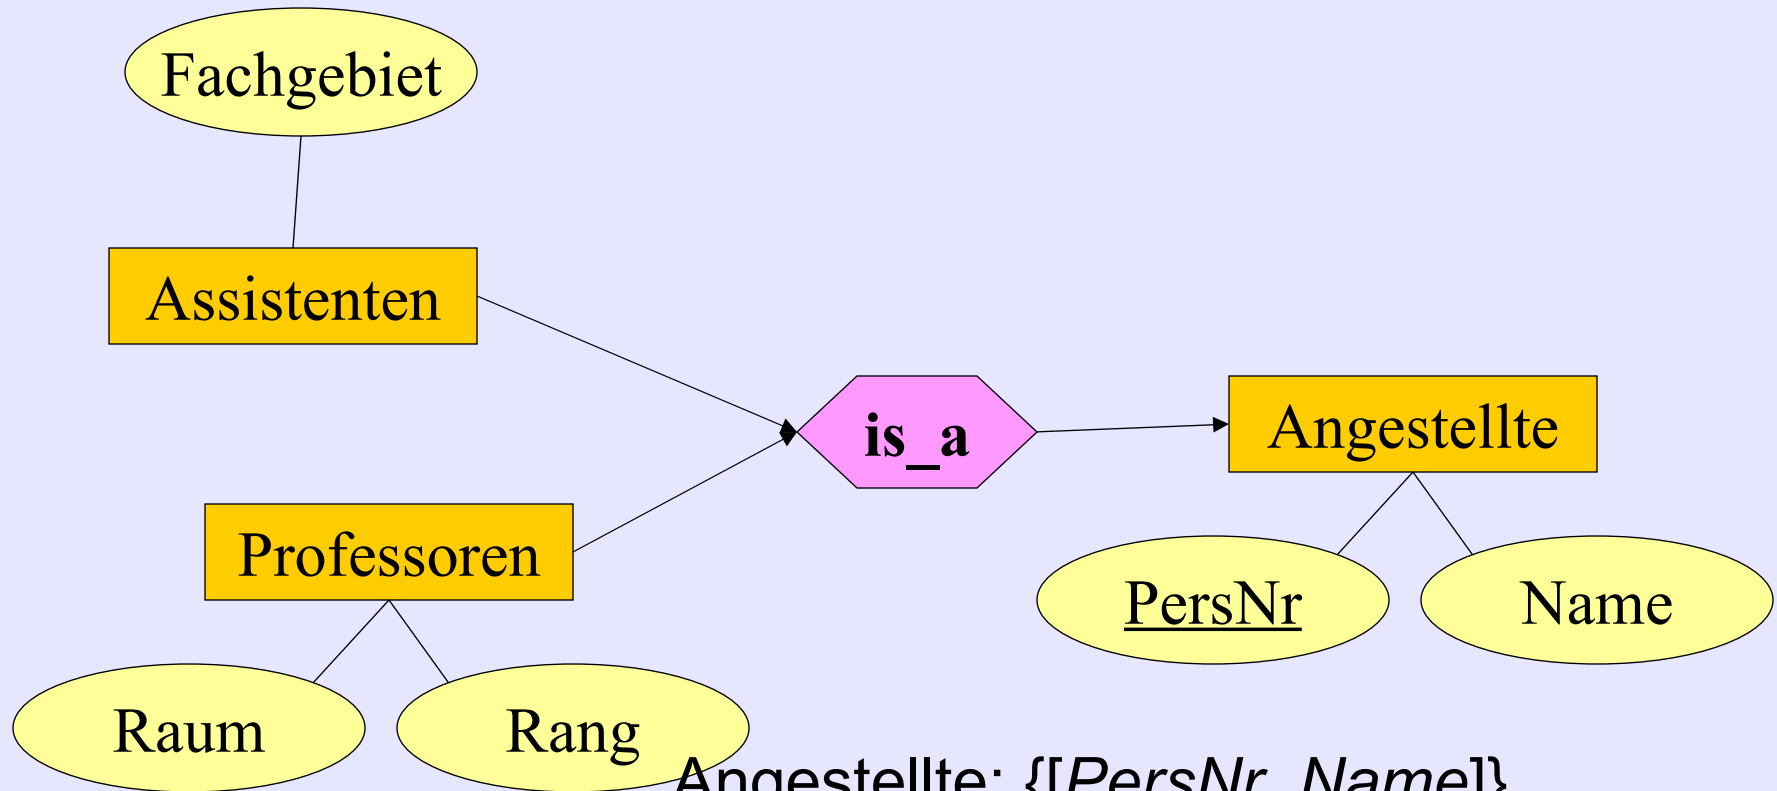 Fachgebiet
Assistenten
is_a
Angestellte
Professoren
PersNr
Name
Raum
Rang
Angestellte: {[PersNr, Name]}